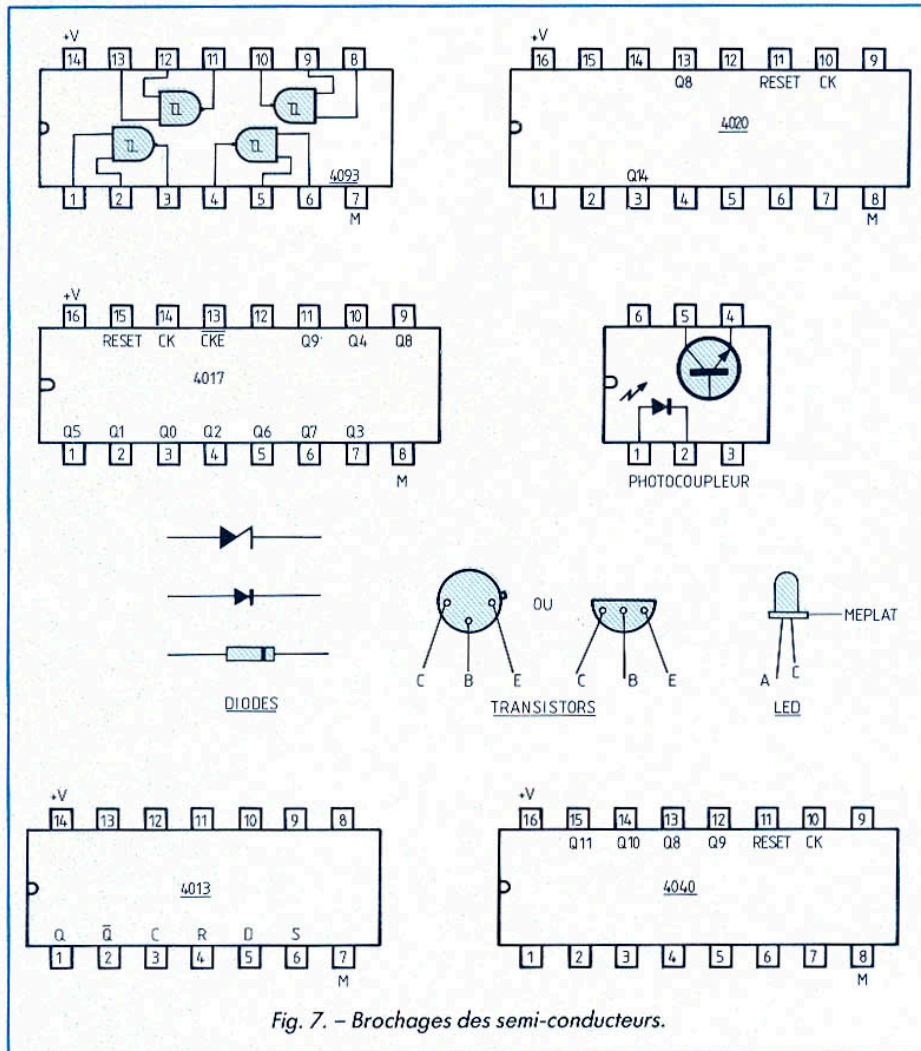 +V
14 13 12 11 10 9 8
4093
1 2 3 4 5 6 7
M
+V
16 15 14 13 12 11 10 9
Q8 RESET CK
4020
Q14
1 2 3 4 5 6 7 8
M
+V
16 15 14 13 12 11 10 9
RESET CK C̅K̅E̅ Q9 Q4 Q8
4017
Q5 Q1 Q0 Q2 Q6 Q7 Q3
1 2 3 4 5 6 7 8
M
6 5 4
1 2 3
PHOTOCOUPLEUR
DIODES
OU
C B E C B E
TRANSISTORS
MEPLAT
A C
LED
+V
14 13 12 11 10 9 8
4013
Q Q̅ C R D S
1 2 3 4 5 6 7
M
+V
16 15 14 13 12 11 10 9
Q11 Q10 Q8 Q9 RESET CK
4040
1 2 3 4 5 6 7 8
M
Fig. 7. – Brochages des semi-conducteurs.